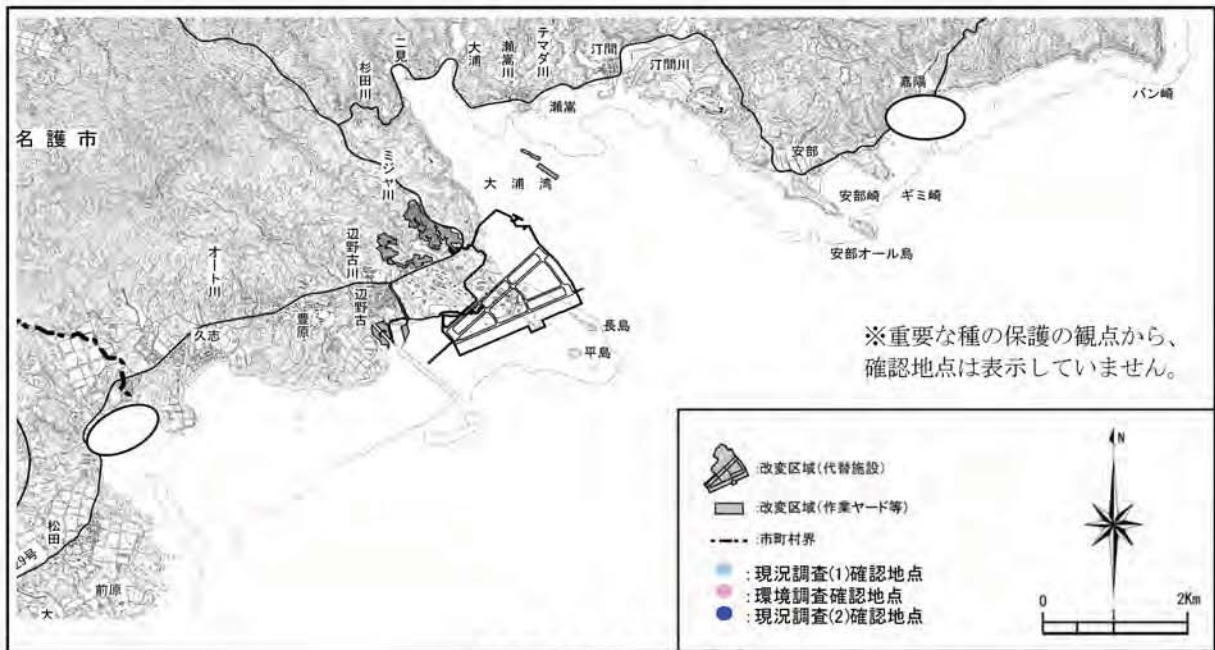 名護市
杉田川
二見
大浦
瀬嵩川
テマダ川
汀間
汀間川
瀬嵩
嘉陽
バン崎
安部
安部崎
ギミ崎
安部オール島
大浦湾
ミジャ川
辺野古川
辺野古
オート川
豊原
久志
長島
平島
松田
前原
大
※重要な種の保護の観点から、
確認地点は表示していません。
:改変区域(代替施設)
:改変区域(作業ヤード等)
:市町村界
:現況調査(1)確認地点
:環境調査確認地点
:現況調査(2)確認地点
N
0 2Km